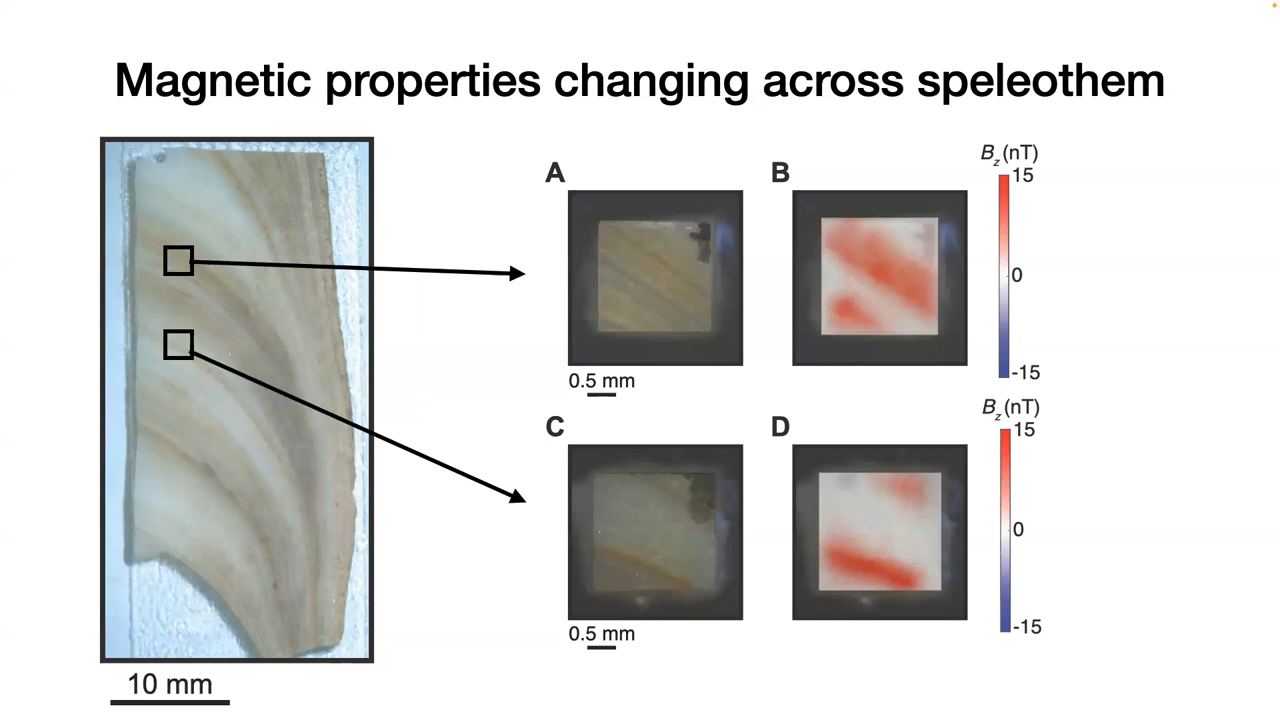 Magnetic properties changing across speleothem
A
B
Bz (nT)
15
0
-15
0.5 mm
C
D
Bz (nT)
15
0
-15
0.5 mm
10 mm